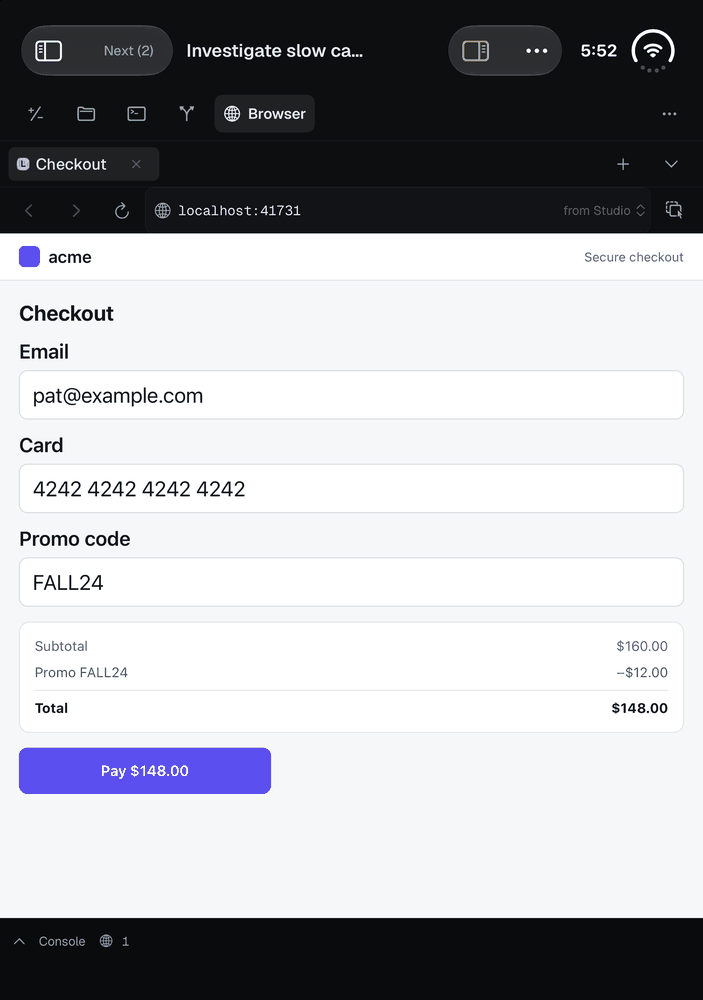 Next (2)
Investigate slow ca...
5:52
Browser
L Checkout
localhost:41731
from Studio
acme
Secure checkout
Checkout
Email
pat@example.com
Card
4242 4242 4242 4242
Promo code
FALL24
Subtotal
$160.00
Promo FALL24
–$12.00
Total
$148.00
Pay $148.00
Console
1